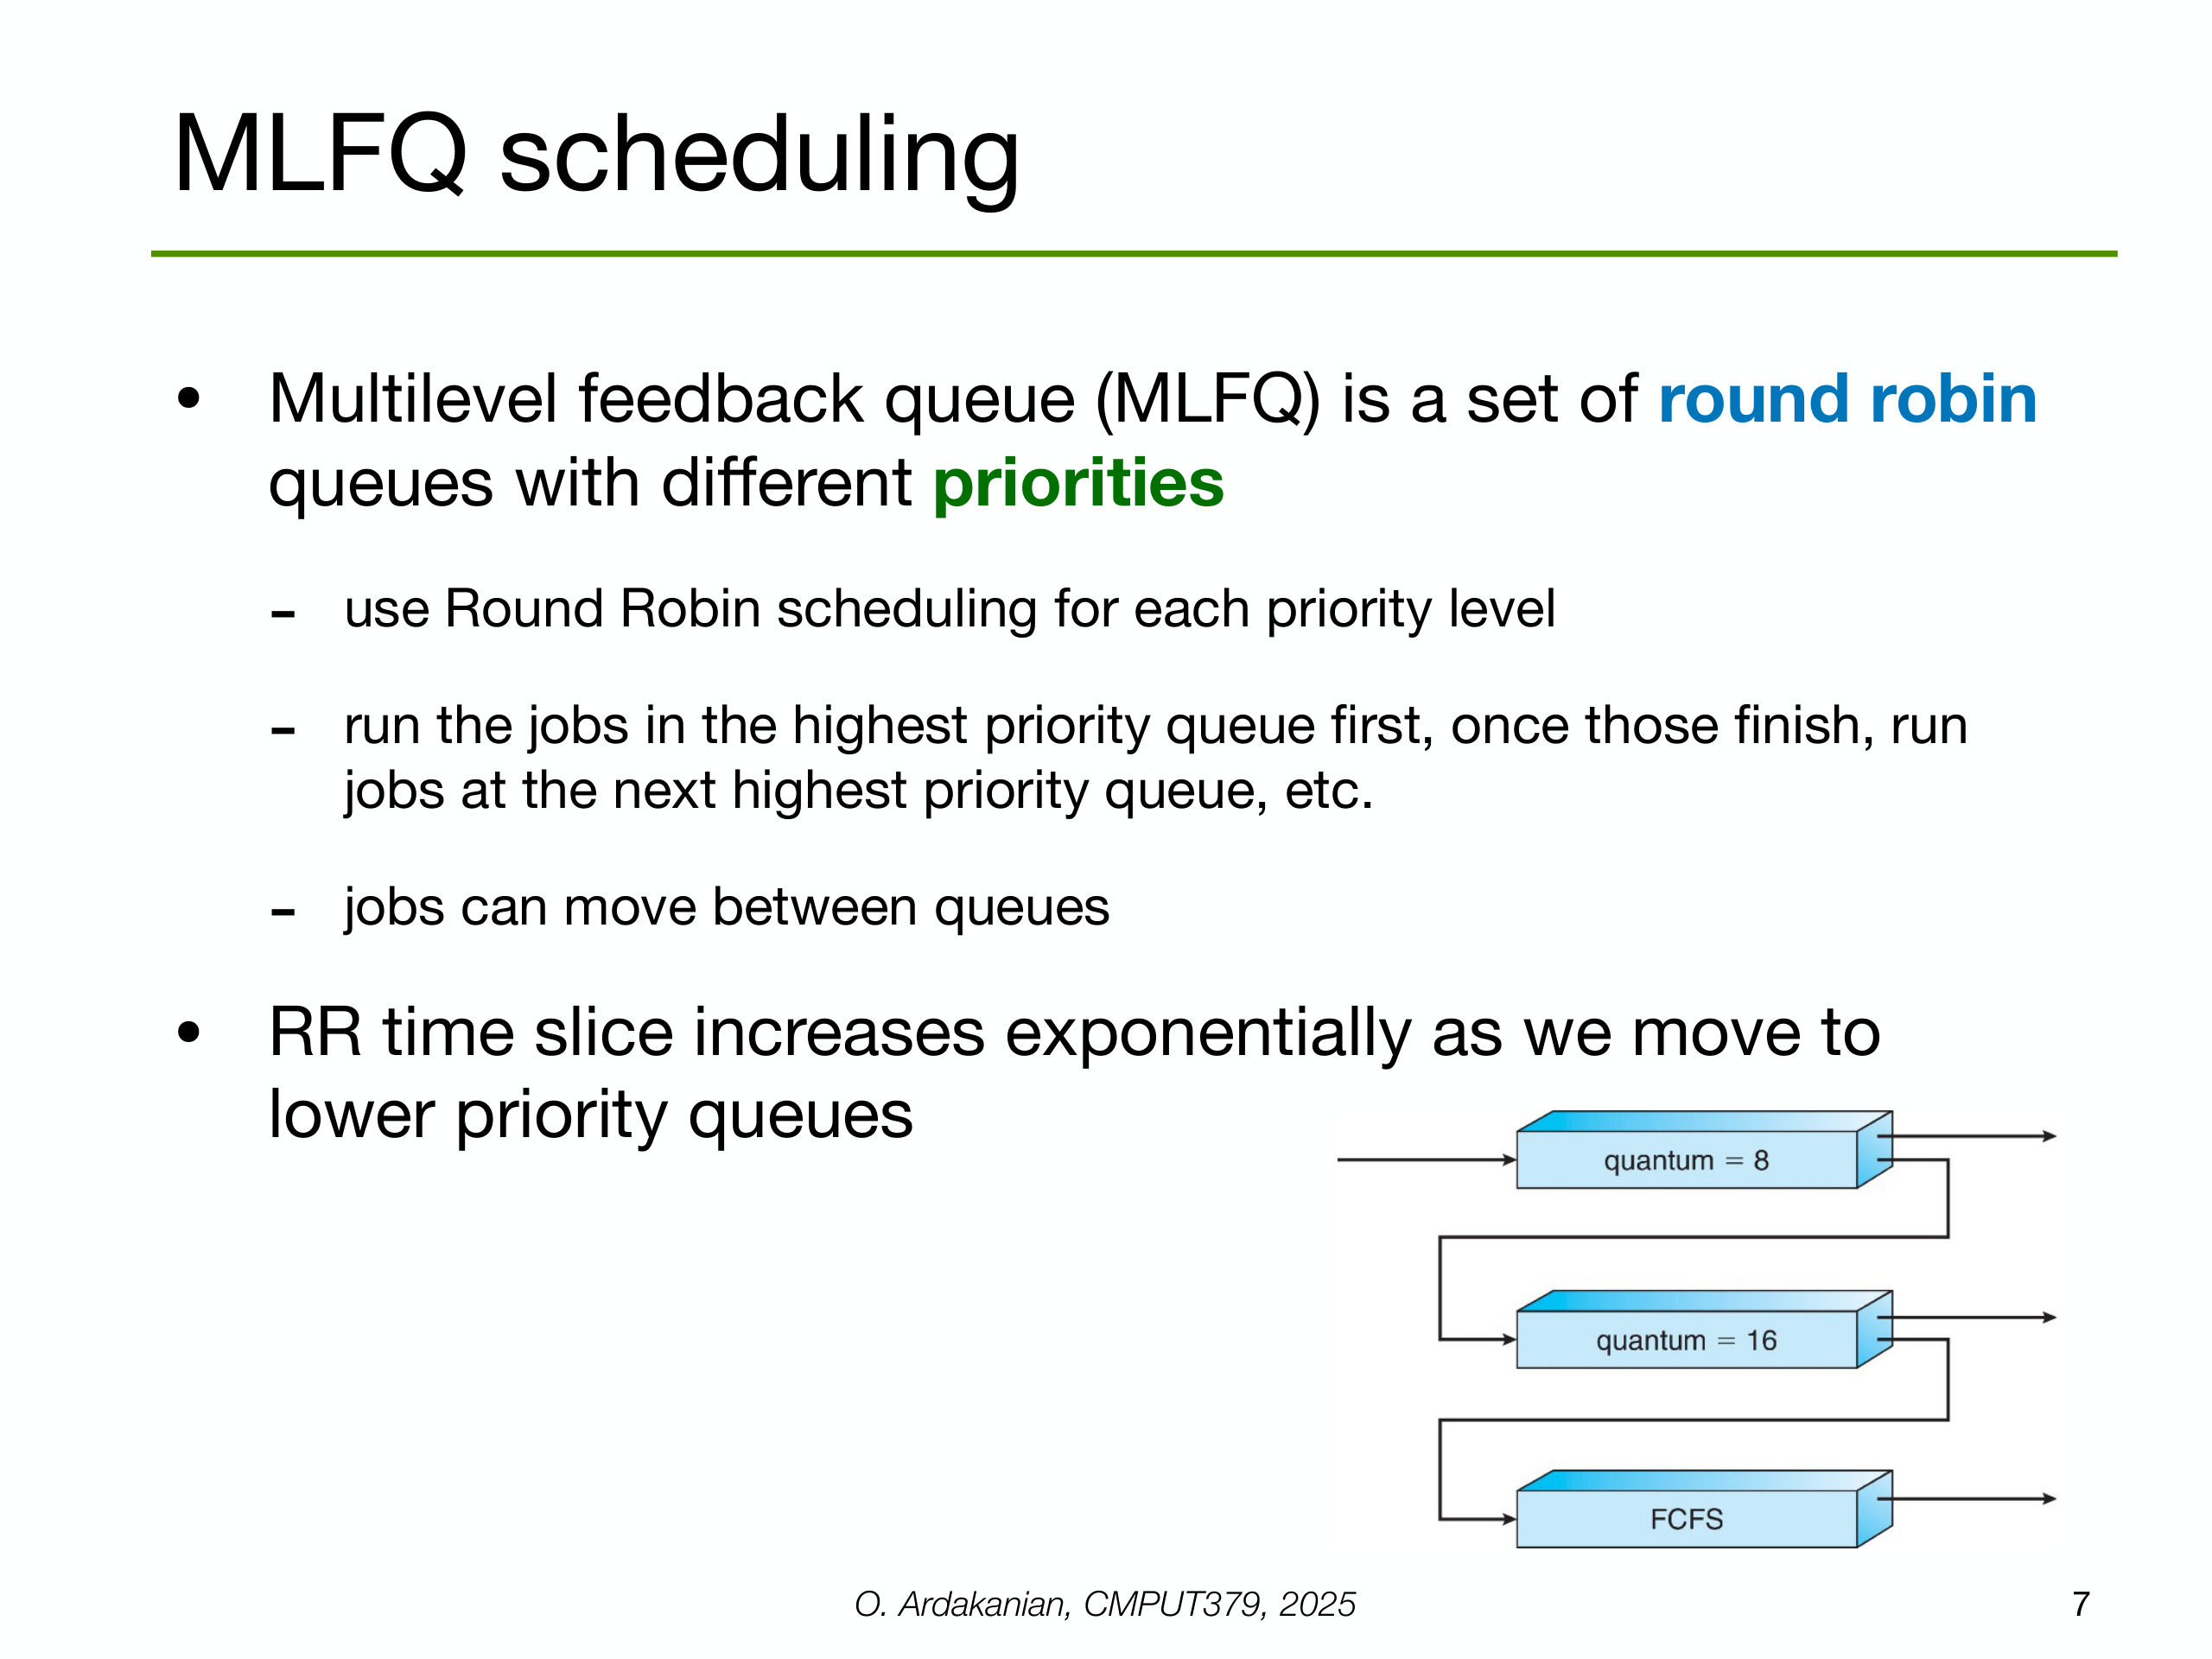 MLFQ scheduling
• Multilevel feedback queue (MLFQ) is a set of round robin
queues with different priorities
- use Round Robin scheduling for each priority level
- run the jobs in the highest priority queue first, once those finish, run
jobs at the next highest priority queue, etc.
- jobs can move between queues
• RR time slice increases exponentially as we move to
lower priority queues
quantum = 8
quantum = 16
FCFS
O. Ardakanian, CMPUT379, 2025
7